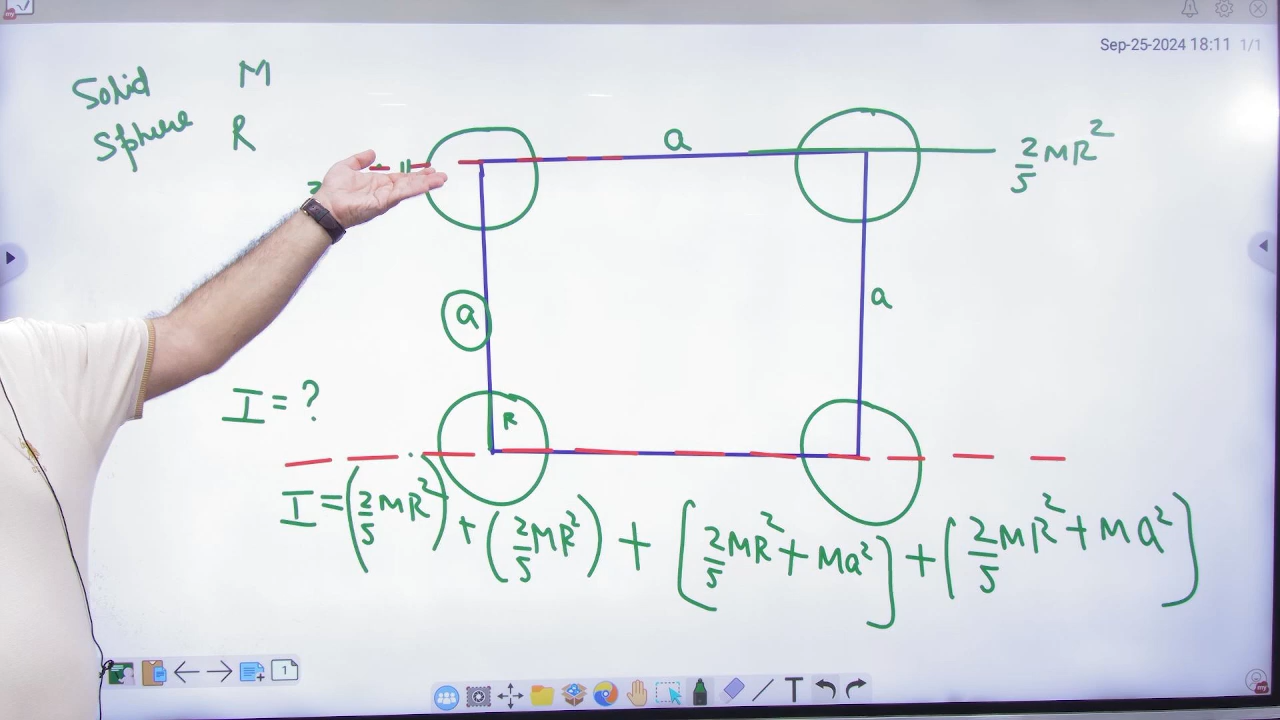 Sep-25-2024 18:11 1/1
Solid M
Sphere R
a
2/5 MR²
a
a
R
I = ?
I = (2/5 MR²) + (2/5 MR²) + [2/5 MR² + Ma²] + [2/5 MR² + Ma²]
1
T